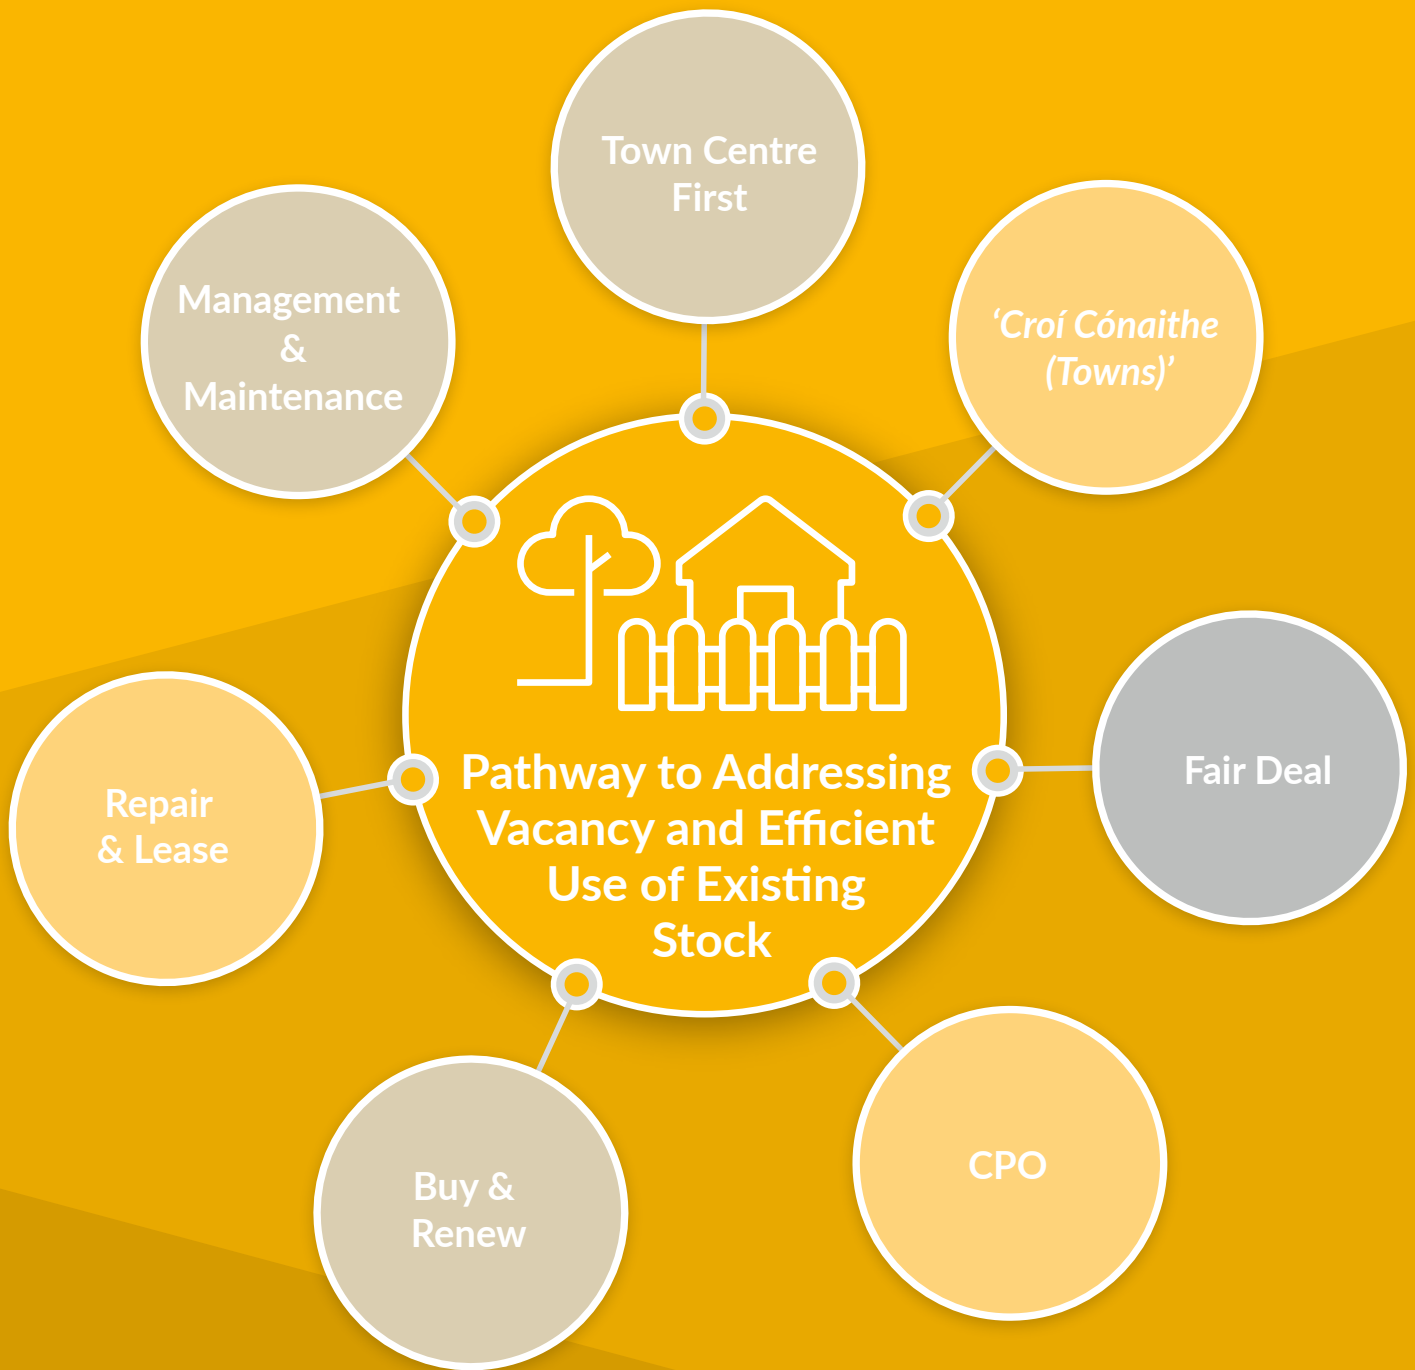 Town Centre
First
‘Croí Cónaithe
(Towns)’
Fair Deal
CPO
Buy &
Renew
Repair
& Lease
Management
&
Maintenance
Pathway to Addressing
Vacancy and Efficient
Use of Existing
Stock